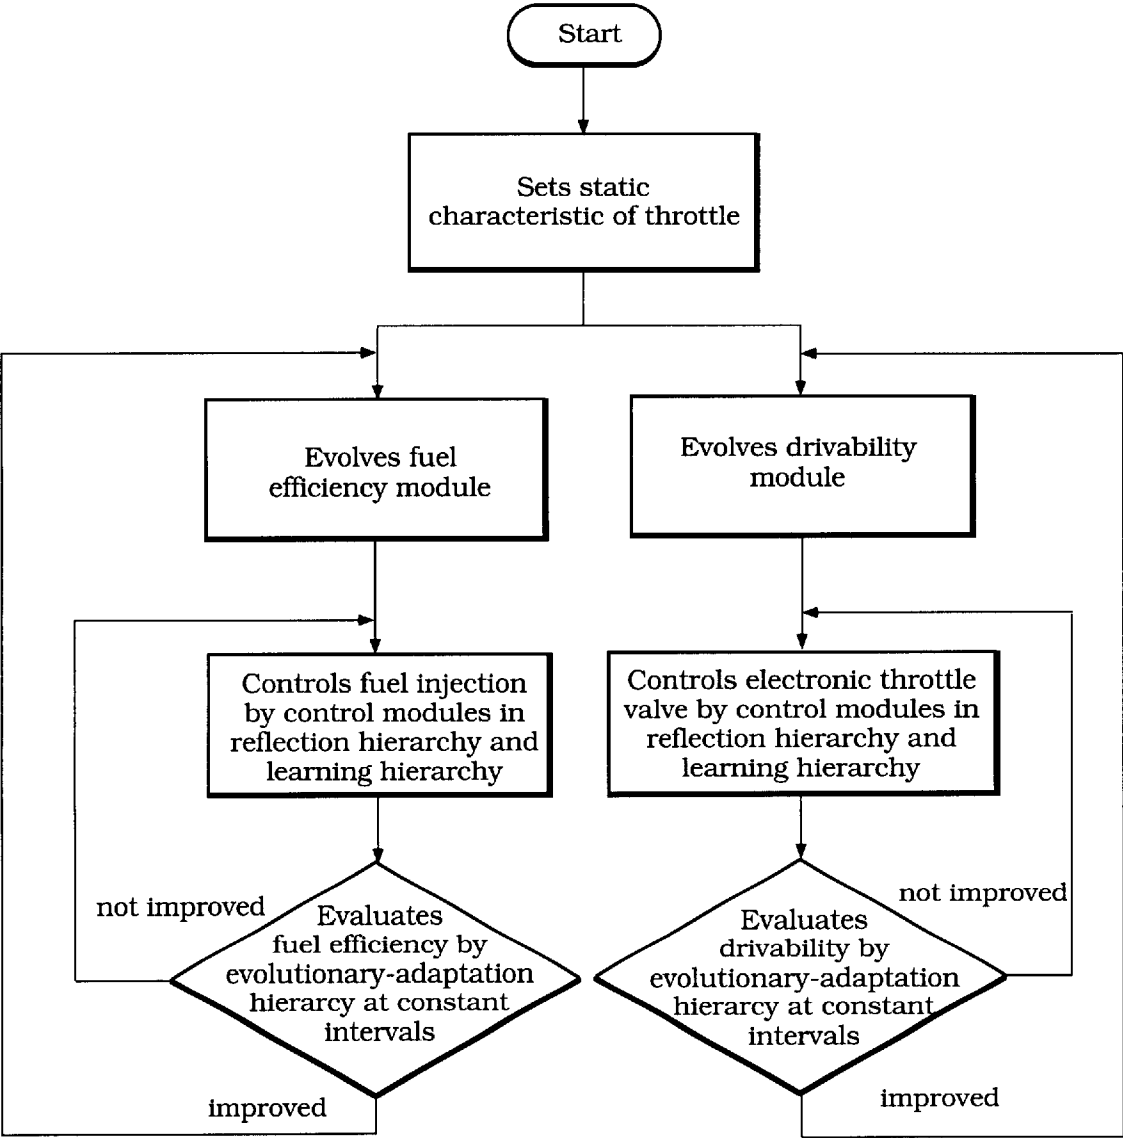 Start
Sets static
characteristic of throttle
Evolves fuel
efficiency module
Evolves drivability
module
Controls fuel injection
by control modules in
reflection hierarchy and
learning hierarchy
Controls electronic throttle
valve by control modules in
reflection hierarchy and
learning hierarchy
not improved
Evaluates
fuel efficiency by
evolutionary-adaptation
hierarcy at constant
intervals
improved
not improved
Evaluates
drivability by
evolutionary-adaptation
hierarcy at constant
intervals
improved